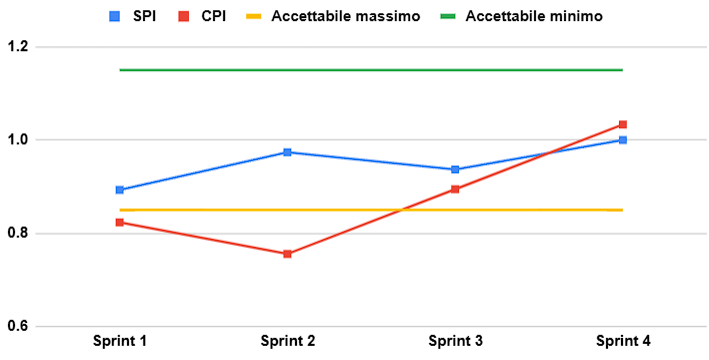 SPI CPI Accettabile massimo Accettabile minimo
1.2
1.0
0.8
0.6
Sprint 1 Sprint 2 Sprint 3 Sprint 4